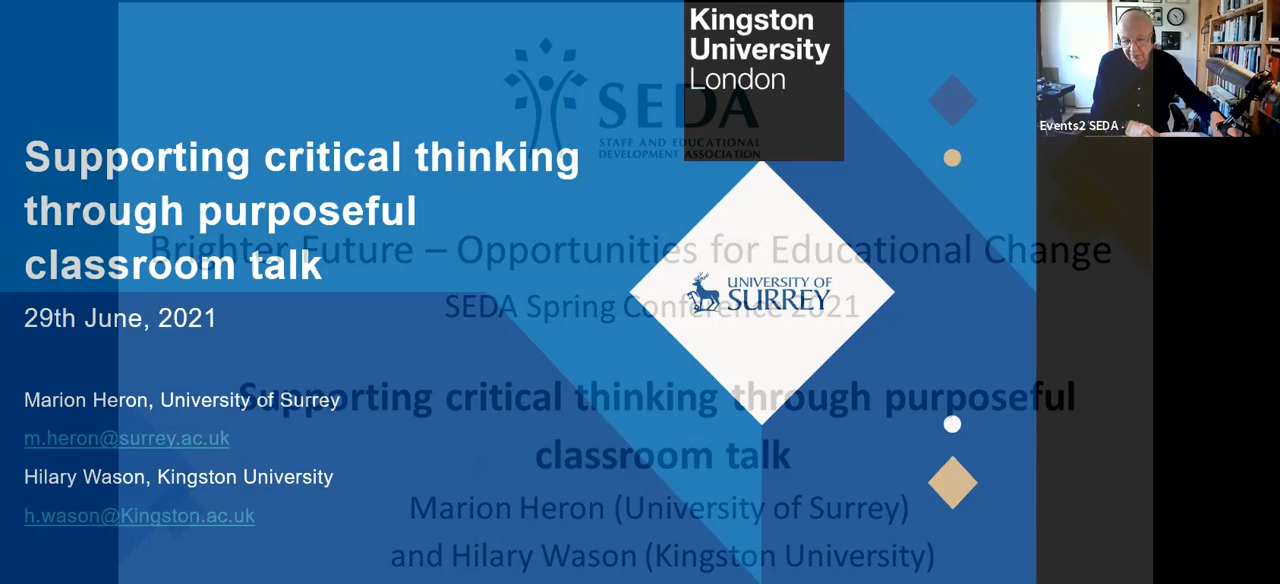 Kingston
University
London
SEDA
STAFF AND EDUCATIONAL
DEVELOPMENT ASSOCIATION
Events2 SEDA -
Supporting critical thinking
through purposeful
classroom talk
29th June, 2021
Marion Heron, University of Surrey
m.heron@surrey.ac.uk
Hilary Wason, Kingston University
h.wason@Kingston.ac.uk
UNIVERSITY OF
SURREY
Brighter Future – Opportunities for Educational Change
SEDA Spring Conference 2021
Supporting critical thinking through purposeful
classroom talk
Marion Heron (University of Surrey)
and Hilary Wason (Kingston University)